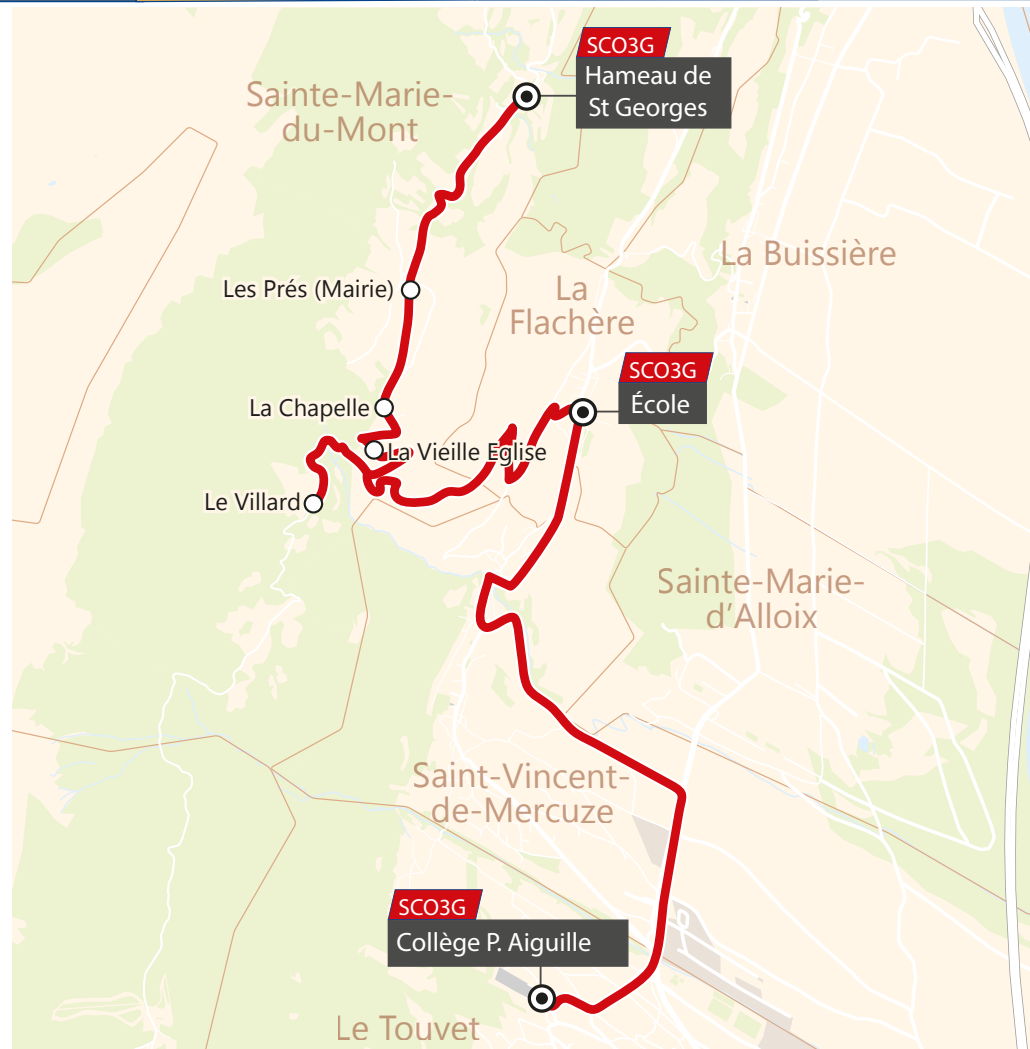 SCO3G
Hameau de
St Georges
Sainte-Marie-
du-Mont
La Buissière
Les Prés (Mairie)
La
Flachère
SCO3G
École
La Chapelle
La Vieille Eglise
Le Villard
Sainte-Marie-
d'Alloix
Saint-Vincent-
de-Mercuze
SCO3G
Collège P. Aiguille
Le Touvet